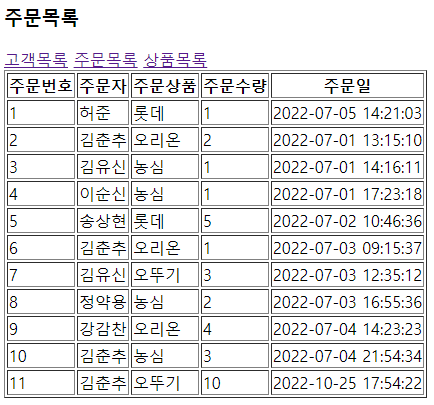 주문목록
고객목록 주문목록 상품목록
주문번호 주문자 주문상품 주문수량 주문일
1 허준 롯데 1 2022-07-05 14:21:03
2 김춘추 오리온 2 2022-07-01 13:15:10
3 김유신 농심 1 2022-07-01 14:16:11
4 이순신 농심 1 2022-07-01 17:23:18
5 송상현 롯데 5 2022-07-02 10:46:36
6 김춘추 오리온 1 2022-07-03 09:15:37
7 김유신 오뚜기 3 2022-07-03 12:35:12
8 정약용 농심 2 2022-07-03 16:55:36
9 강감찬 오리온 4 2022-07-04 14:23:23
10 김춘추 농심 3 2022-07-04 21:54:34
11 김춘추 오뚜기 10 2022-10-25 17:54:22